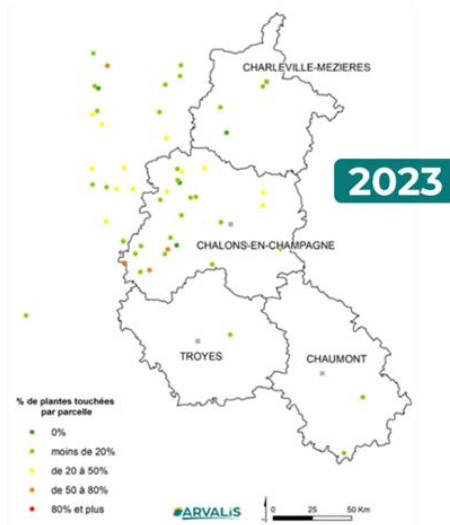 CHARLEVILLE-MEZIERES
2023
CHALONS-EN-CHAMPAGNE
TROYES
CHAUMONT
% de plantes touchées
par parcelle
0%
moins de 20%
de 20 à 50%
de 50 à 80%
80% et plus
ARVALIS
0 25 50 Km